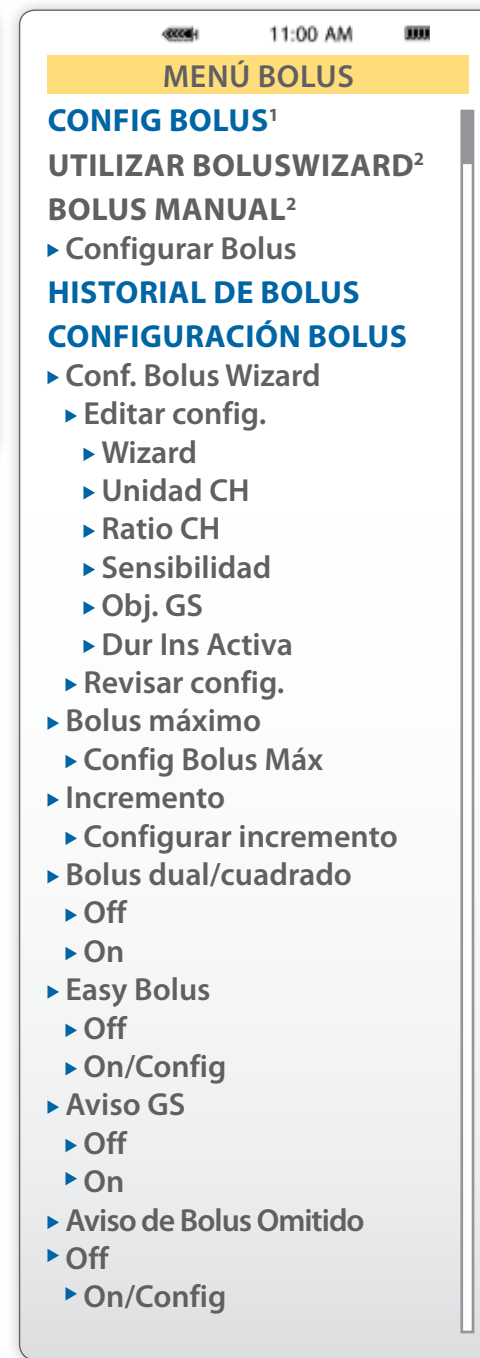 11:00 AM
MENÚ BOLUS
CONFIG BOLUS¹
UTILIZAR BOLUSWIZARD²
BOLUS MANUAL²
▸ Configurar Bolus
HISTORIAL DE BOLUS
CONFIGURACIÓN BOLUS
▸ Conf. Bolus Wizard
▸ Editar config.
▸ Wizard
▸ Unidad CH
▸ Ratio CH
▸ Sensibilidad
▸ Obj. GS
▸ Dur Ins Activa
▸ Revisar config.
▸ Bolus máximo
▸ Config Bolus Máx
▸ Incremento
▸ Configurar incremento
▸ Bolus dual/cuadrado
▸ Off
▸ On
▸ Easy Bolus
▸ Off
▸ On/Config
▸ Aviso GS
▸ Off
▸ On
▸ Aviso de Bolus Omitido
▸ Off
▸ On/Config